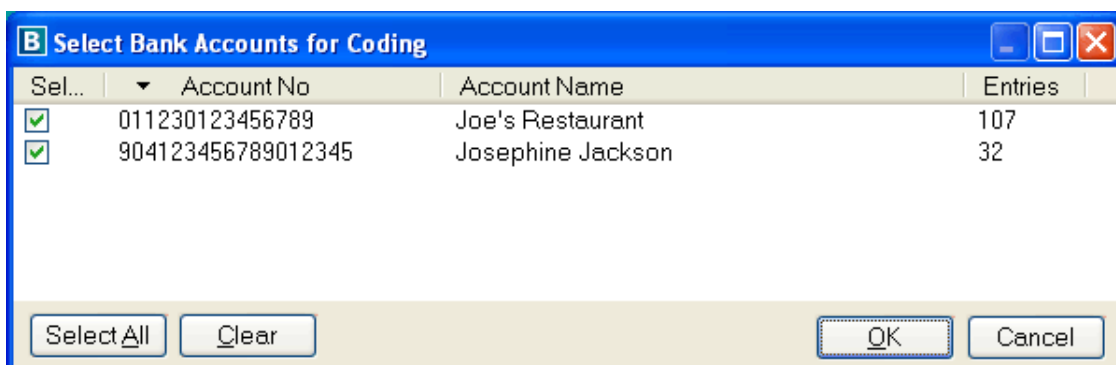 B Select Bank Accounts for Coding
Sel... Account No Account Name Entries
011230123456789 Joe's Restaurant 107
904123456789012345 Josephine Jackson 32
Select All Clear OK Cancel